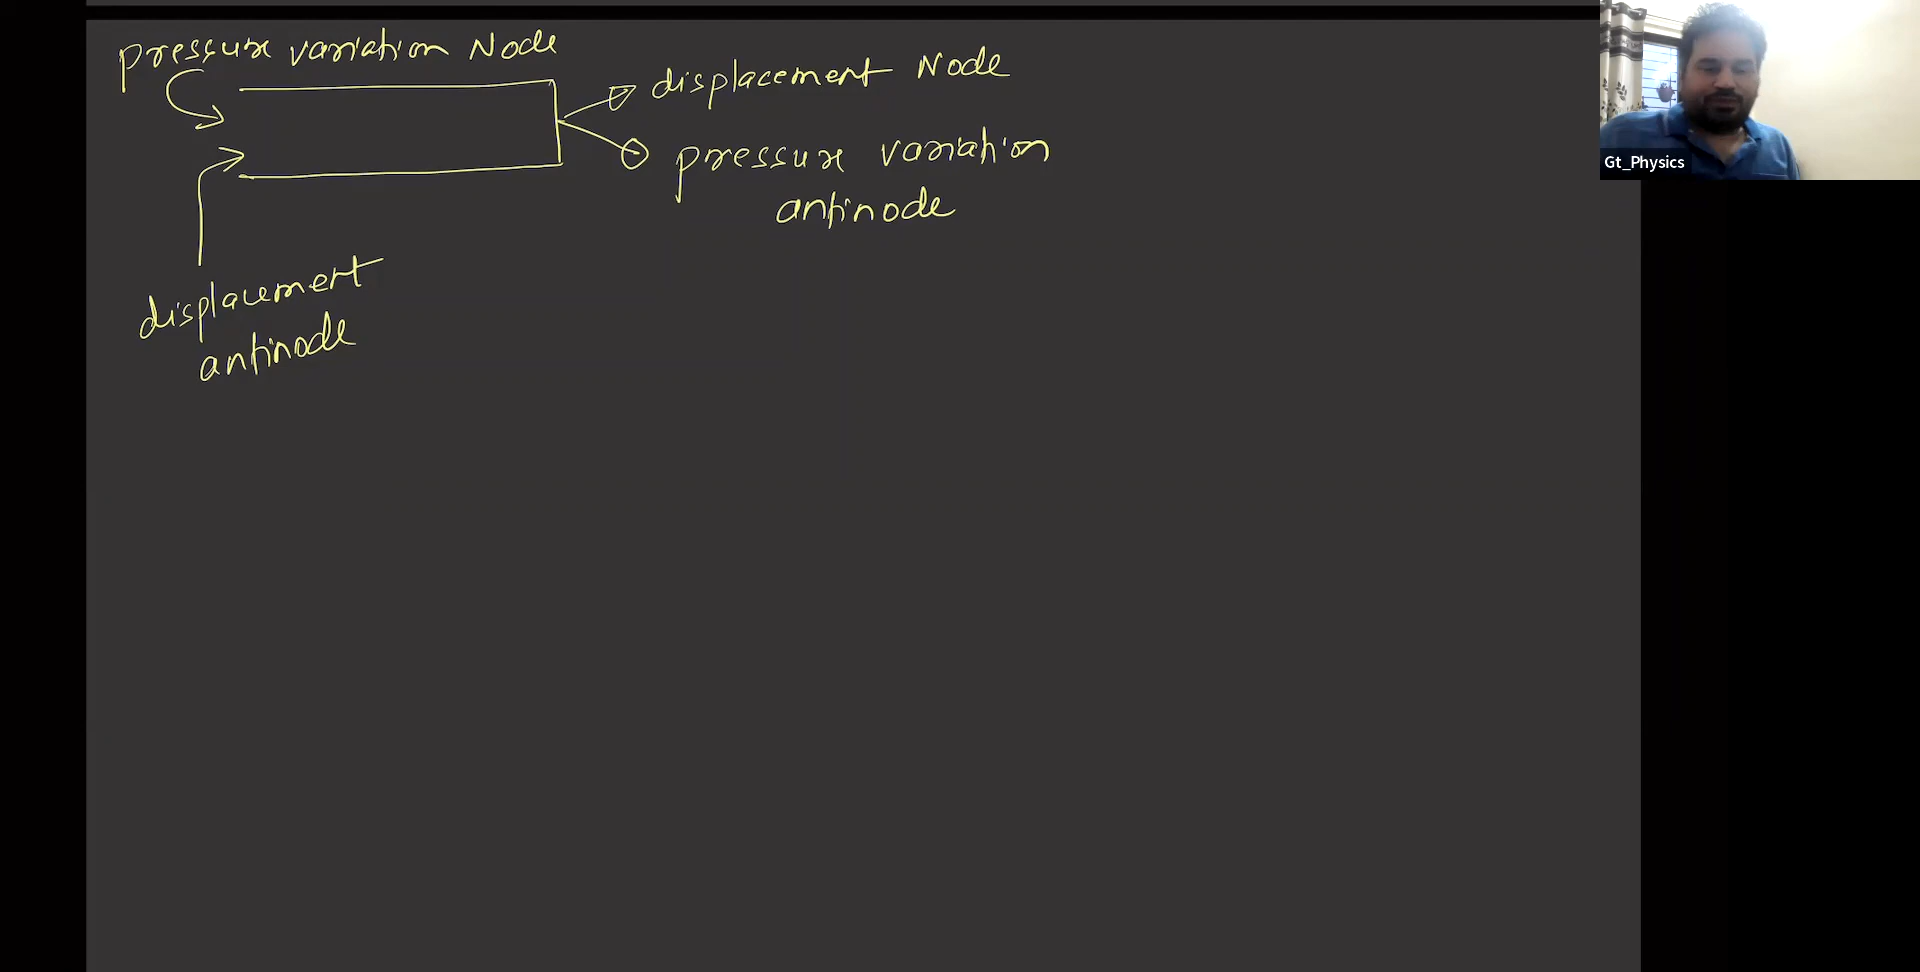 pressure variation Node
displacement Node
pressure variation
antinode
displacement
antinode
Gt_Physics